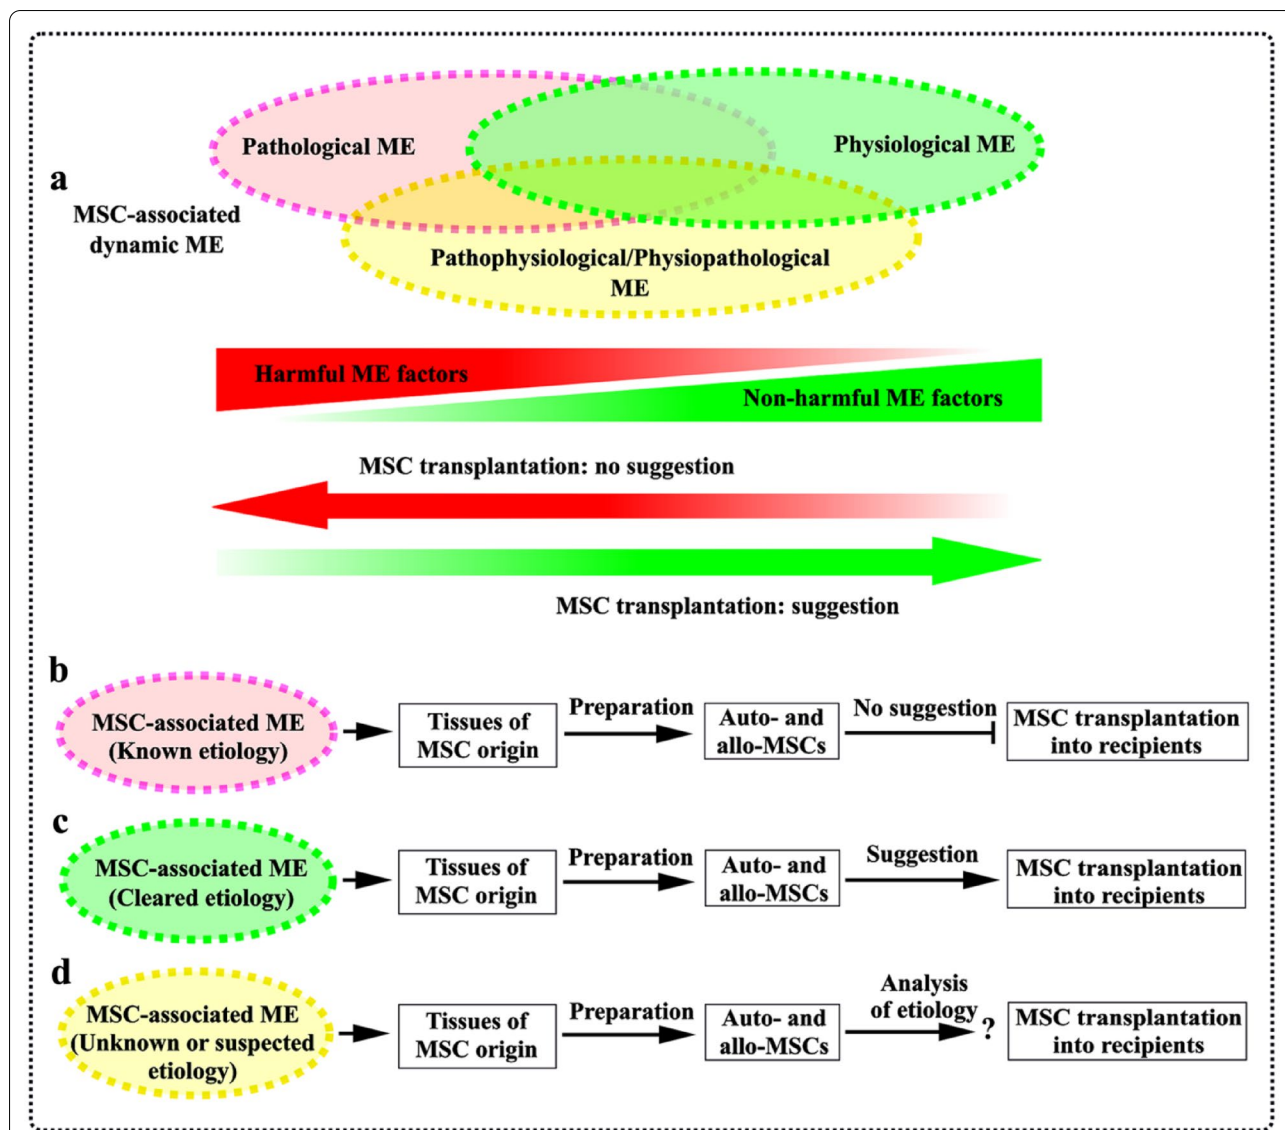 a
Pathological ME
Physiological ME
MSC-associated
dynamic ME
Pathophysiological/Physiopathological
ME
Harmful ME factors
Non-harmful ME factors
MSC transplantation: no suggestion
MSC transplantation: suggestion
b
MSC-associated ME
(Known etiology)
Tissues of
MSC origin
Preparation
Auto- and
allo-MSCs
No suggestion
MSC transplantation
into recipients
c
MSC-associated ME
(Cleared etiology)
Tissues of
MSC origin
Preparation
Auto- and
allo-MSCs
Suggestion
MSC transplantation
into recipients
d
MSC-associated ME
(Unknown or suspected
etiology)
Tissues of
MSC origin
Preparation
Auto- and
allo-MSCs
Analysis
of etiology
?
MSC transplantation
into recipients